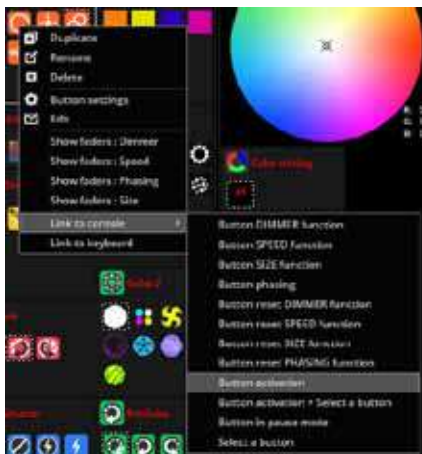 Duplicate
Rename
Delete
Button settings
Edit
Show faders : Dimmer
Show faders : Speed
Show faders : Phasing
Show faders : Size
Link to console
Link to keyboard
Color mixing
Button DIMMER function
Button SPEED function
Button SIZE function
Button phasing
Button reset DIMMER function
Button reset SPEED function
Button reset SIZE function
Button reset PHASING function
Button activation
Button activation + Select a button
Button in pause mode
Select a button